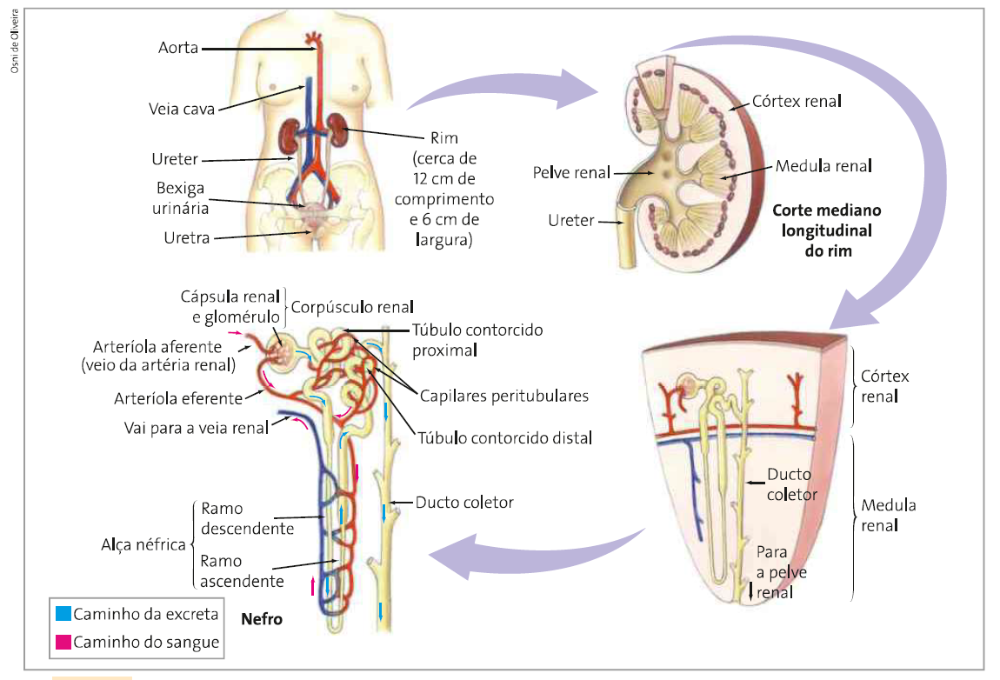 Osni de Oliveira
Aorta
Veia cava
Ureter
Bexiga
urinária
Uretra
Rim
(cerca de
12 cm de
comprimento
e 6 cm de
largura)
Córtex renal
Pelve renal
Medula renal
Ureter
Corte mediano
longitudinal
do rim
Cápsula renal
e glomérulo
Corpúsculo renal
Túbulo contorcido
proximal
Arteríola aferente
(veio da artéria renal)
Arteríola eferente
Capilares peritubulares
Vai para a veia renal
Túbulo contorcido distal
Ducto coletor
Alça néfrica
Ramo
descendente
Ramo
ascendente
Nefro
Caminho da excreta
Caminho do sangue
Córtex
renal
Ducto
coletor
Medula
renal
Para
a pelve
renal